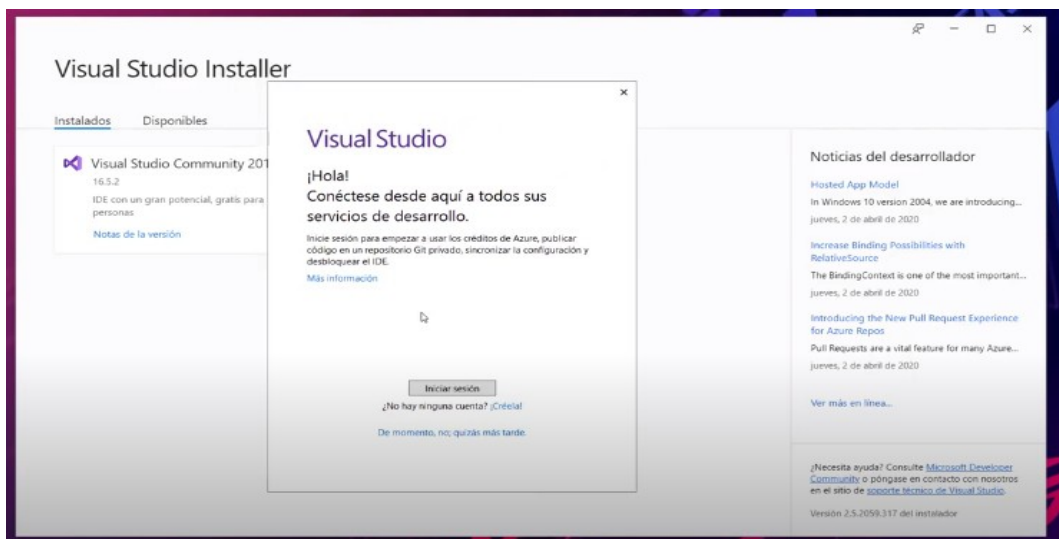 Visual Studio Installer
Instalados
Disponibles
Visual Studio Community 201
16.5.2
IDE con un gran potencial, gratis para
personas
Notas de la versión
Visual Studio
¡Hola!
Conéctese desde aquí a todos sus
servicios de desarrollo.
Inicie sesión para empezar a usar los créditos de Azure, publicar
código en un repositorio Git privado, sincronizar la configuración y
desbloquear el IDE.
Más información
Iniciar sesión
¿No hay ninguna cuenta? ¡Créela!
De momento, no; quizás más tarde.
Noticias del desarrollador
Hosted App Model
In Windows 10 version 2004, we are introducing...
jueves, 2 de abril de 2020
Increase Binding Possibilities with
RelativeSource
The BindingContext is one of the most important...
jueves, 2 de abril de 2020
Introducing the New Pull Request Experience
for Azure Repos
Pull Requests are a vital feature for many Azure...
jueves, 2 de abril de 2020
Ver más en línea...
¿Necesita ayuda? Consulte Microsoft Developer
Community o póngase en contacto con nosotros
en el sitio de soporte técnico de Visual Studio.
Versión 2.5.2059.317 del instalador